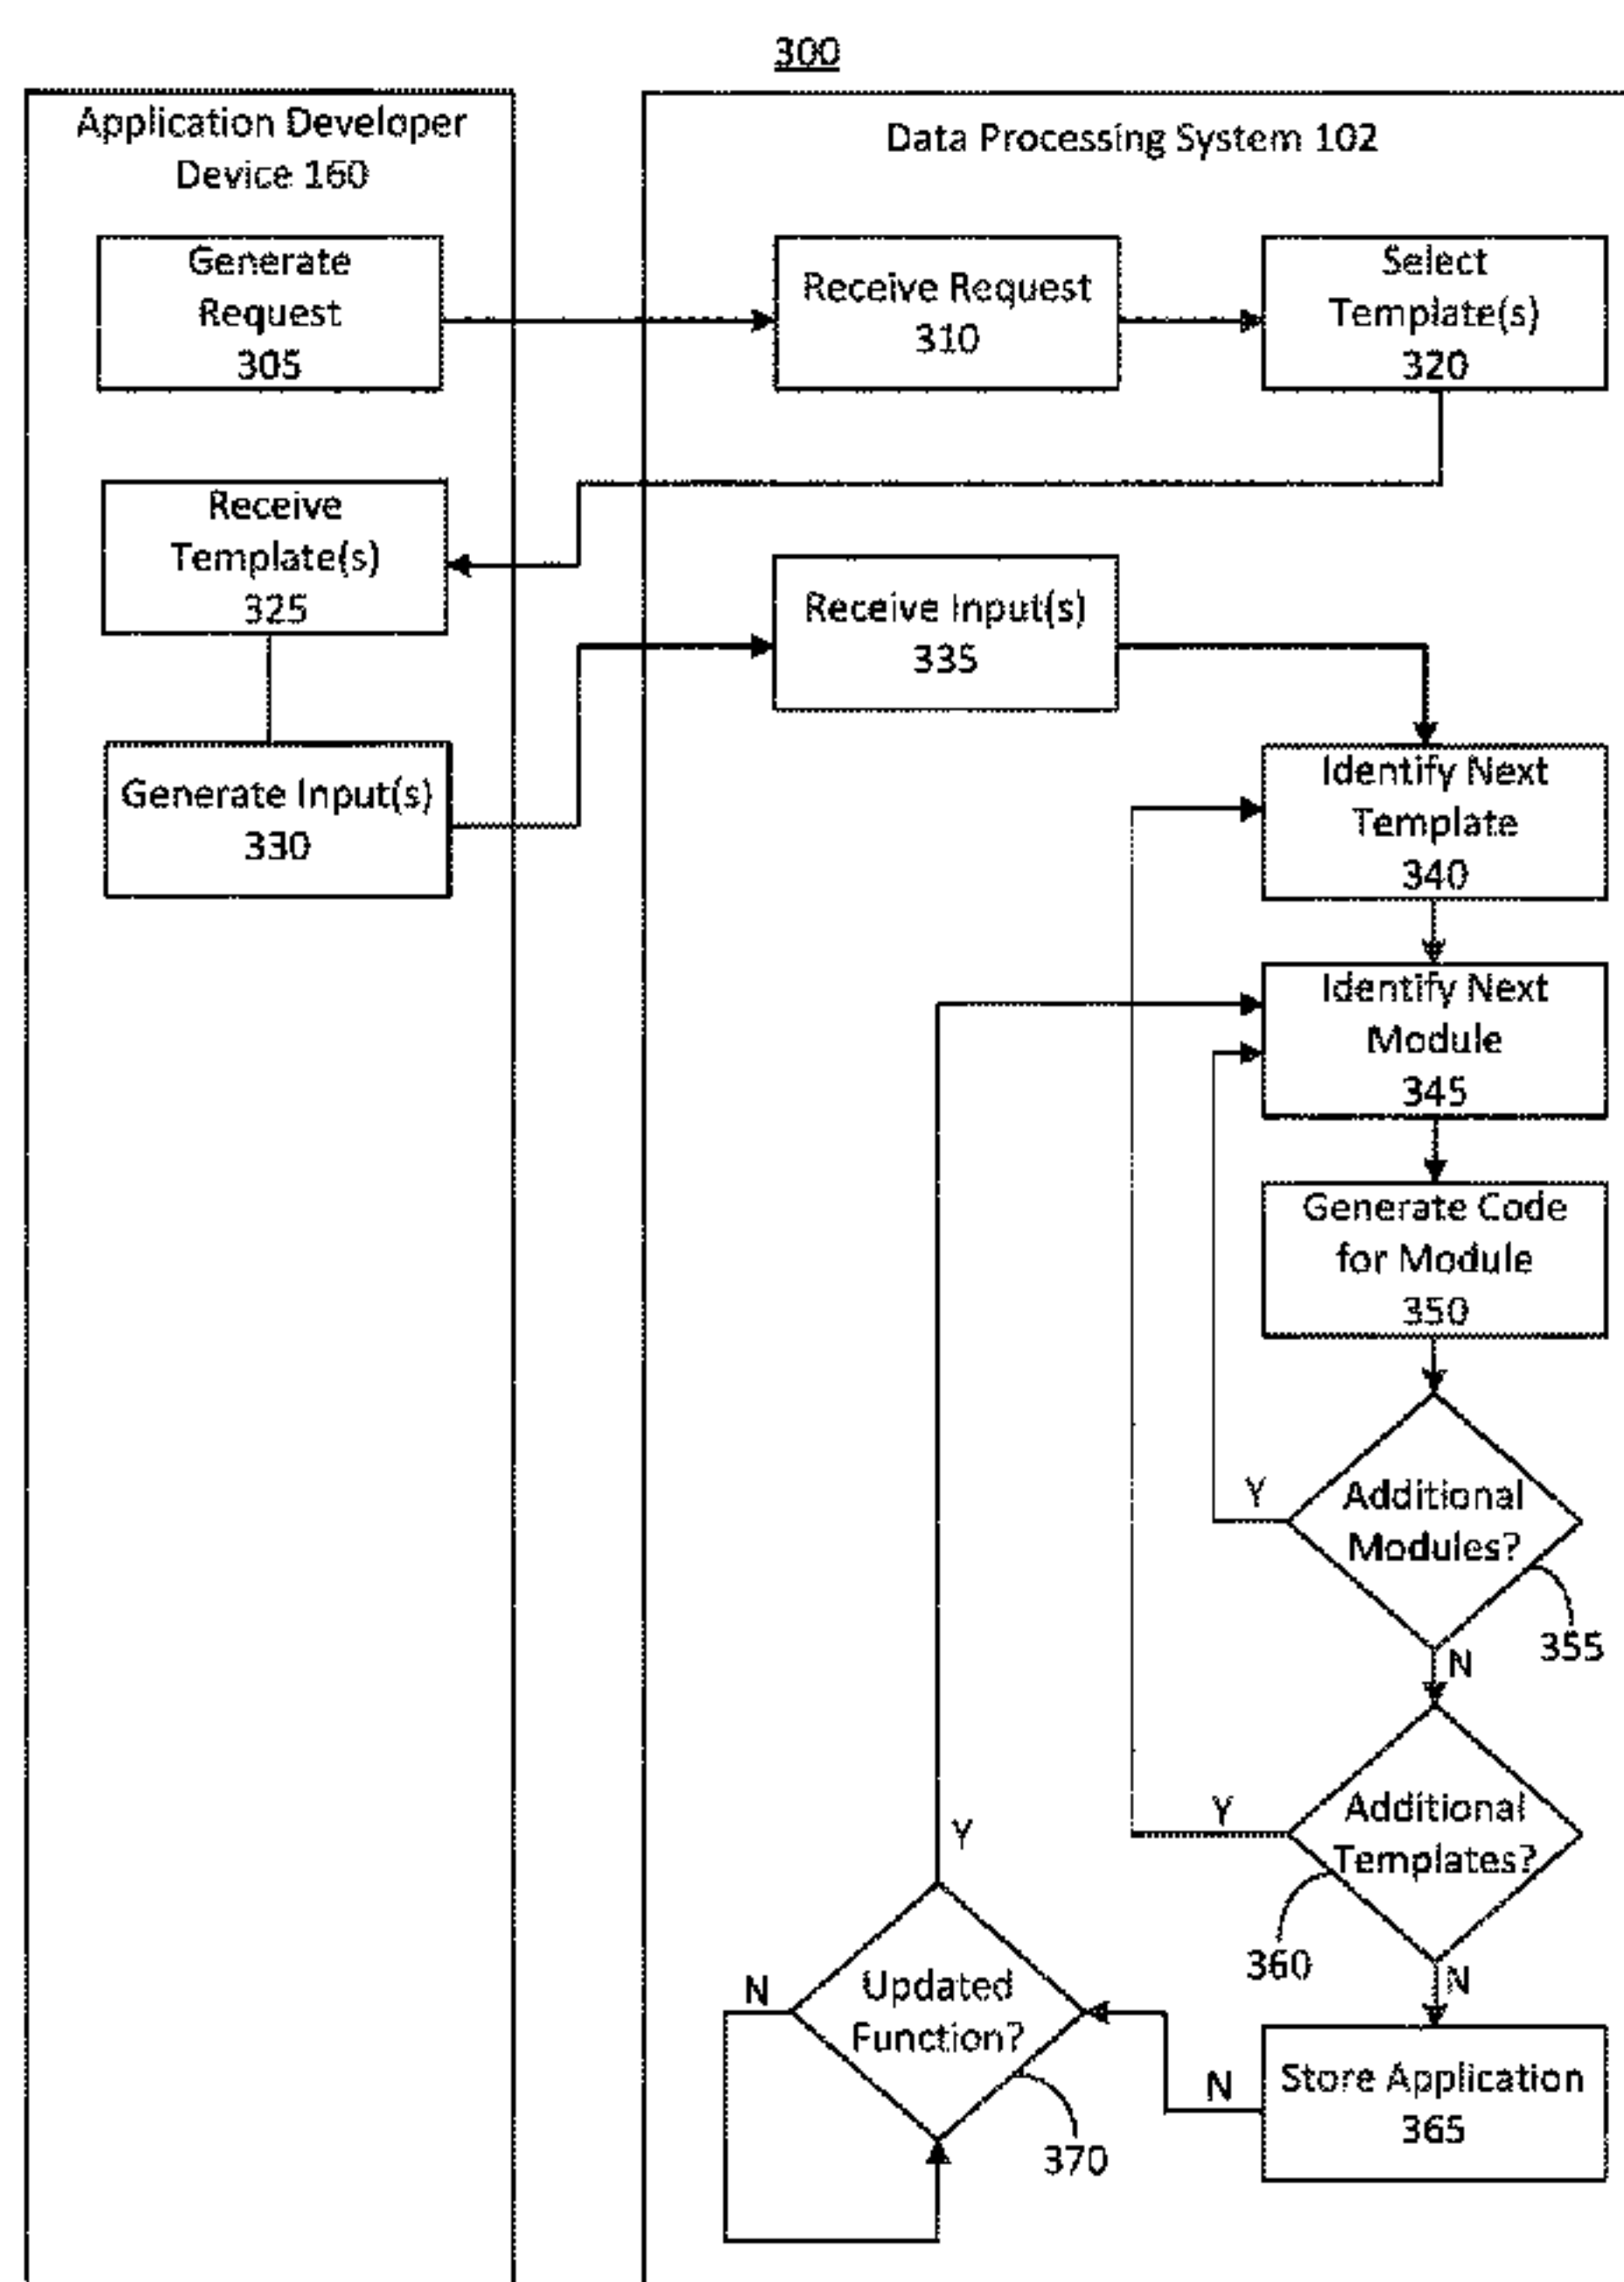 300
Application Developer
Device 160
Data Processing System 102
Generate
Request
305
Receive Request
310
Select
Template(s)
320
Receive
Template(s)
325
Receive Input(s)
335
Generate Input(s)
330
Identify Next
Template
340
Identify Next
Module
345
Generate Code
for Module
350
Additional
Modules?
Y
355
N
Additional
Templates?
Y
360
N
Updated
Function?
Y
N
370
N
Store Application
365